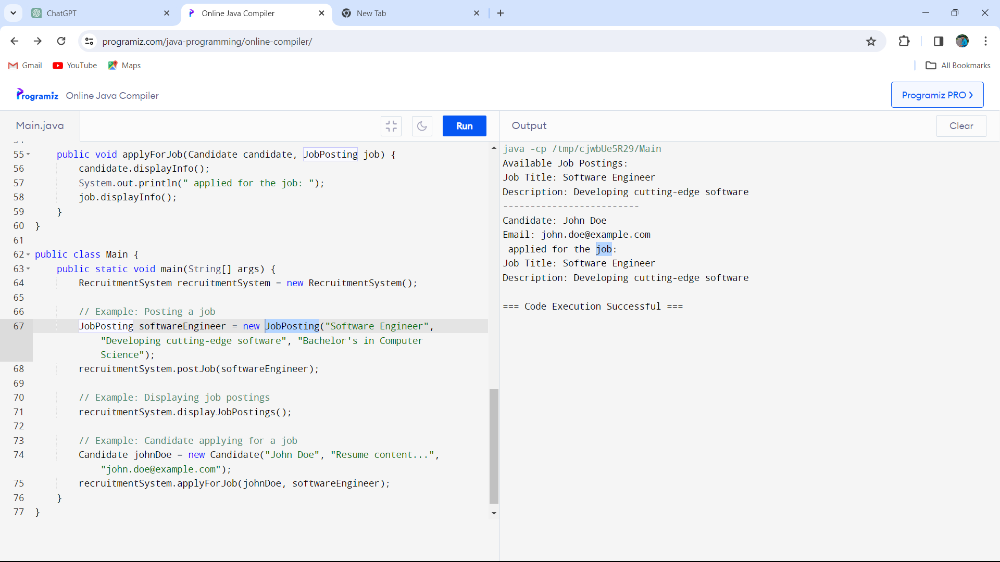 ChatGPT
Online Java Compiler
New Tab
programiz.com/java-programming/online-compiler/
Gmail
YouTube
Maps
All Bookmarks
Programiz
Online Java Compiler
Programiz PRO
Main.java
Run
55 public void applyForJob(Candidate candidate, JobPosting job) {
56 candidate.displayInfo();
57 System.out.println(" applied for the job: ");
58 job.displayInfo();
59 }
60 }
61
62 public class Main {
63 public static void main(String[] args) {
64 RecruitmentSystem recruitmentSystem = new RecruitmentSystem();
65
66 // Example: Posting a job
67 JobPosting softwareEngineer = new JobPosting("Software Engineer",
"Developing cutting-edge software", "Bachelor's in Computer
Science");
68 recruitmentSystem.postJob(softwareEngineer);
69
70 // Example: Displaying job postings
71 recruitmentSystem.displayJobPostings();
72
73 // Example: Candidate applying for a job
74 Candidate johnDoe = new Candidate("John Doe", "Resume content...",
"john.doe@example.com");
75 recruitmentSystem.applyForJob(johnDoe, softwareEngineer);
76 }
77 }
Output
Clear
java -cp /tmp/cjwbUe5R29/Main
Available Job Postings:
Job Title: Software Engineer
Description: Developing cutting-edge software
-------------------------
Candidate: John Doe
Email: john.doe@example.com
applied for the job:
Job Title: Software Engineer
Description: Developing cutting-edge software
=== Code Execution Successful ===